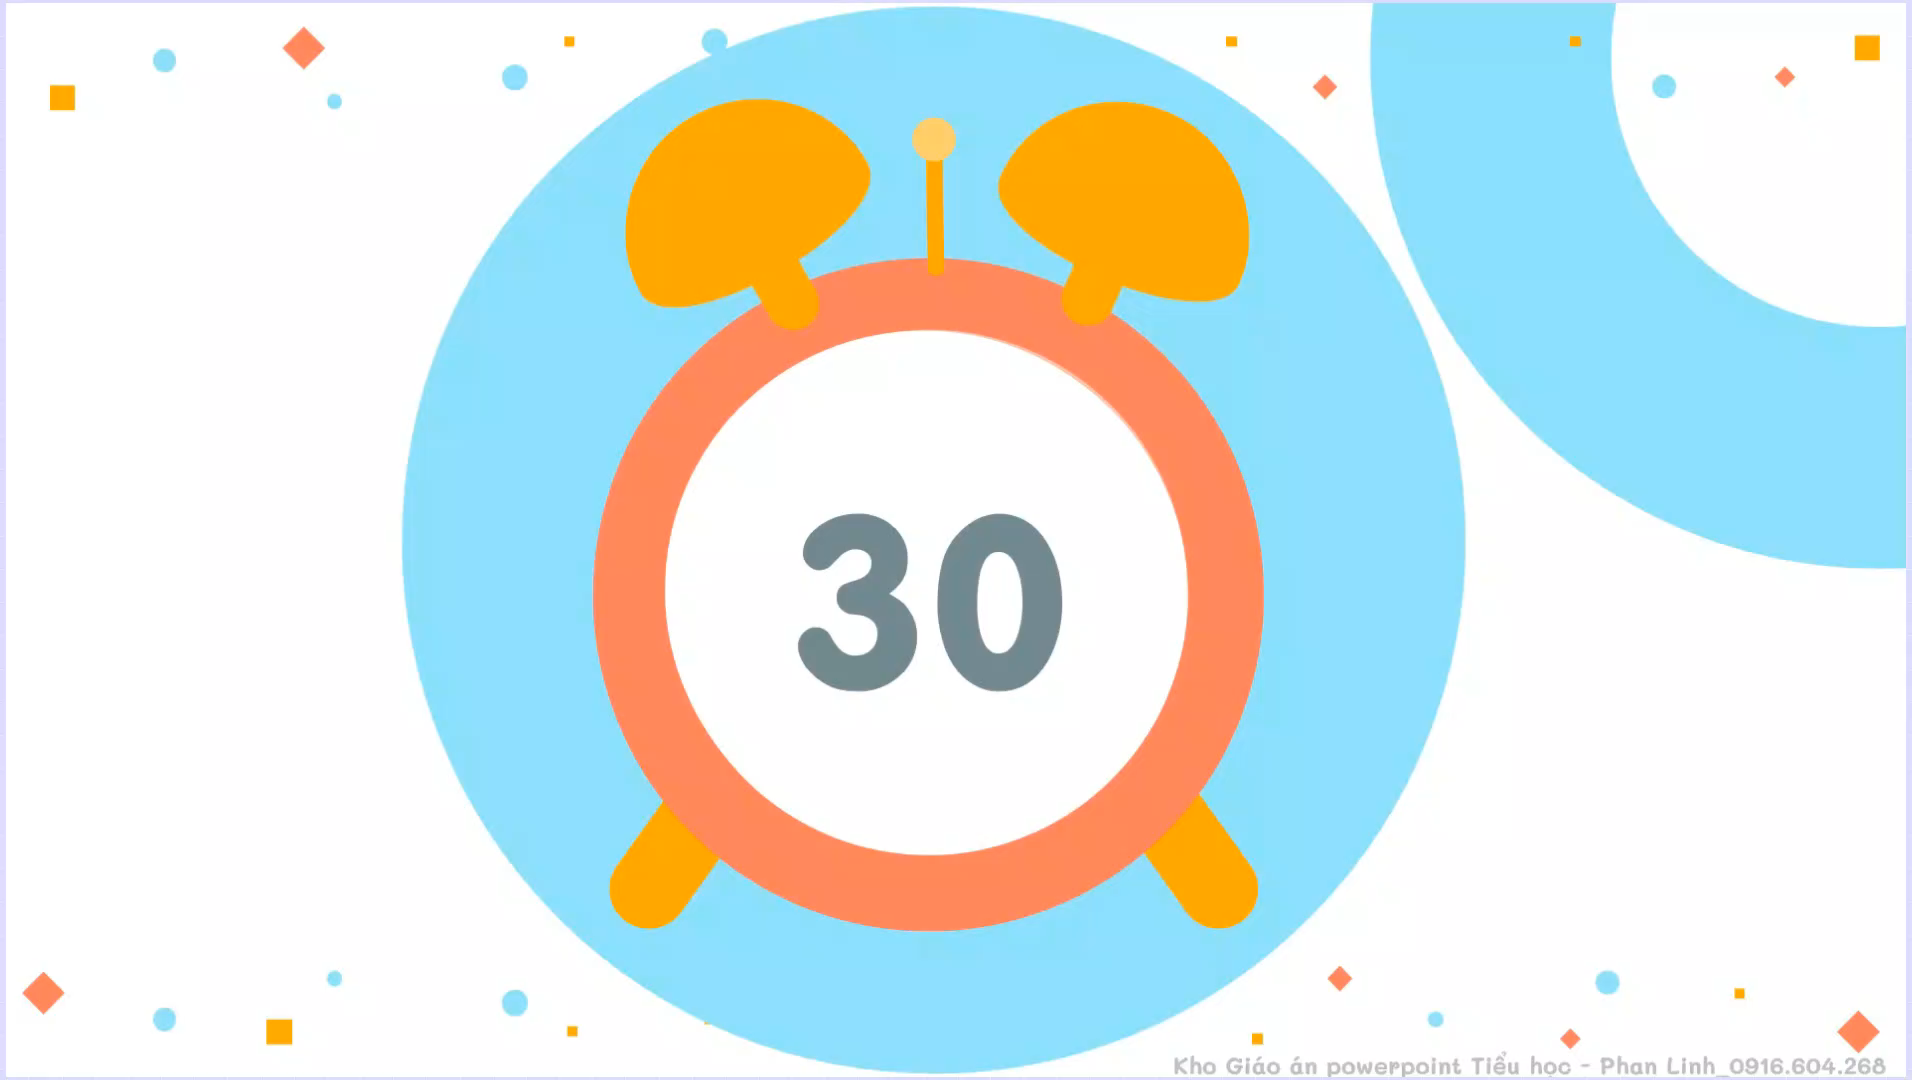 30
Kho Giáo án powerpoint Tiểu học - Phan Linh_0916.604.268